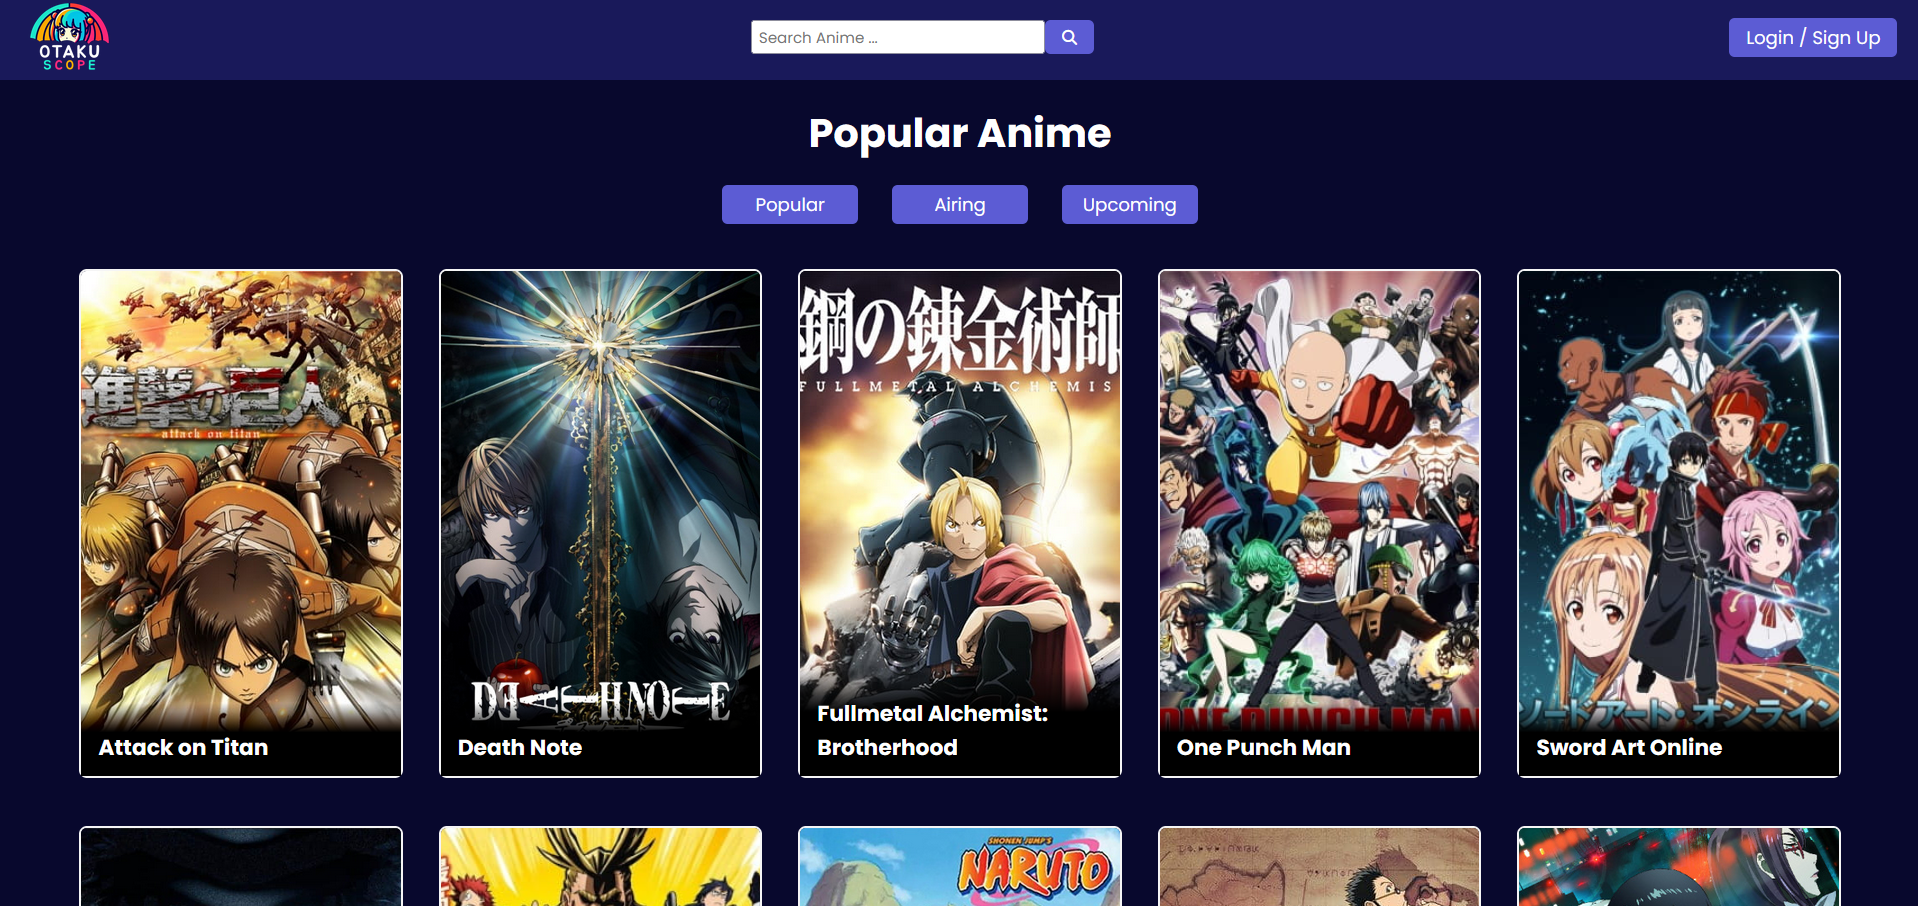 OTAKU
SCOPE
Search Anime ...
Login / Sign Up
Popular Anime
Popular
Airing
Upcoming
進撃の巨人
attack on titan
Attack on Titan
DEATHNOTE
Death Note
鋼の錬金術師
FULLMETAL ALCHEMIS
Fullmetal Alchemist:
Brotherhood
ONE PUNCH MAN
One Punch Man
ソードアート・オンライン
Sword Art Online
SHONEN JUMP'S
NARUTO